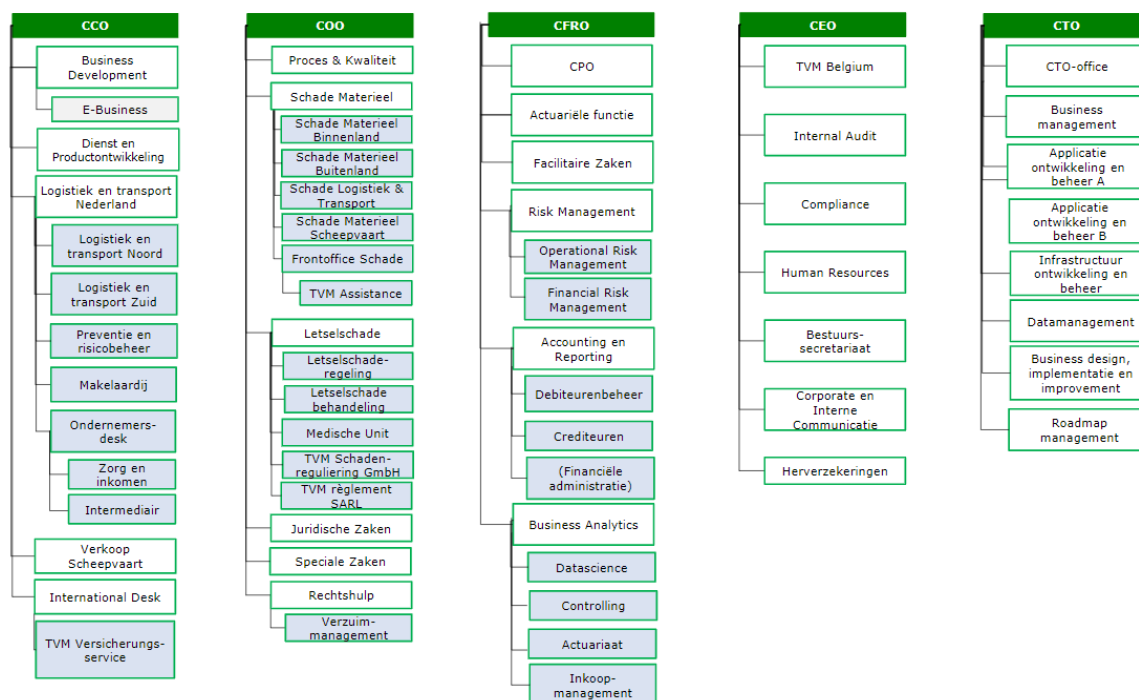 CCO
Business
Development
E-Business
Dienst en
Productontwikkeling
Logistiek en transport
Nederland
Logistiek en
transport Noord
Logistiek en
transport Zuid
Preventie en
risicobeheer
Makelaardij
Ondernemers-
desk
Zorg en
inkomen
Intermediair
Verkoop
Scheepvaart
International Desk
TVM Versicherungs-
service
COO
Proces & Kwaliteit
Schade Materieel
Schade Materieel
Binnenland
Schade Materieel
Buitenland
Schade Logistiek &
Transport
Schade Materieel
Scheepvaart
Frontoffice Schade
TVM Assistance
Letselschade
Letselschade-
regeling
Letselschade
behandeling
Medische Unit
TVM Schaden-
reguliering GmbH
TVM règlement
SARL
Juridische Zaken
Speciale Zaken
Rechtshulp
Verzuim-
management
CFRO
CPO
Actuariële functie
Facilitaire Zaken
Risk Management
Operational Risk
Management
Financial Risk
Management
Accounting en
Reporting
Debiteurenbeheer
Crediteuren
(Financiële
administratie)
Business Analytics
Datascience
Controlling
Actuariaat
Inkoop-
management
CEO
TVM Belgium
Internal Audit
Compliance
Human Resources
Bestuurs-
secretariaat
Corporate en
Interne
Communicatie
Herverzekeringen
CTO
CTO-office
Business
management
Applicatie
ontwikkeling en
beheer A
Applicatie
ontwikkeling en
beheer B
Infrastructuur
ontwikkeling en
beheer
Datamanagement
Business design,
implementatie en
improvement
Roadmap
management